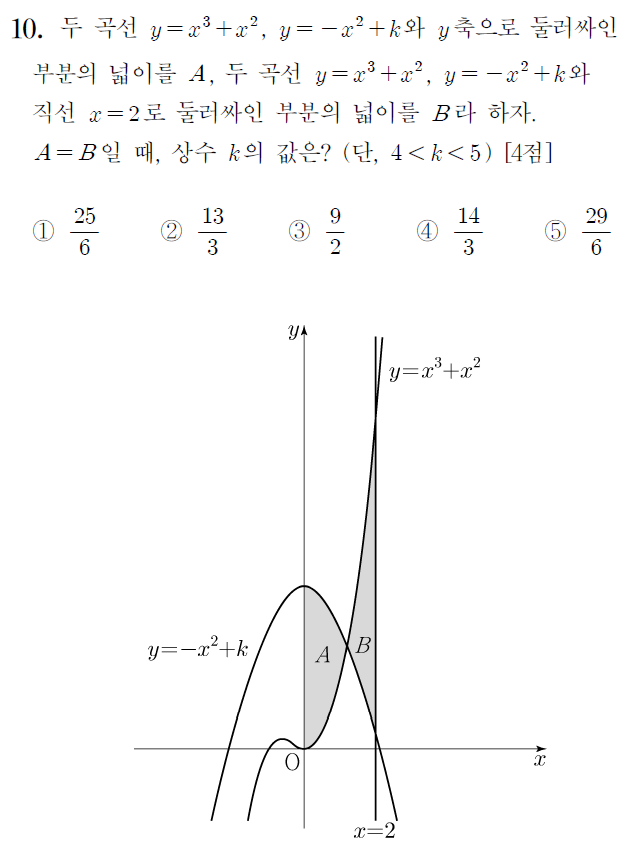 10. 두 곡선 y=x³+x², y=-x²+k와 y축으로 둘러싸인
부분의 넓이를 A, 두 곡선 y=x³+x², y=-x²+k와
직선 x=2로 둘러싸인 부분의 넓이를 B라 하자.
A=B일 때, 상수 k의 값은? (단, 4<k<5) [4점]
① 25/6 ② 13/3 ③ 9/2 ④ 14/3 ⑤ 29/6
y
y=x³+x²
y=-x²+k
A B
O
x
x=2